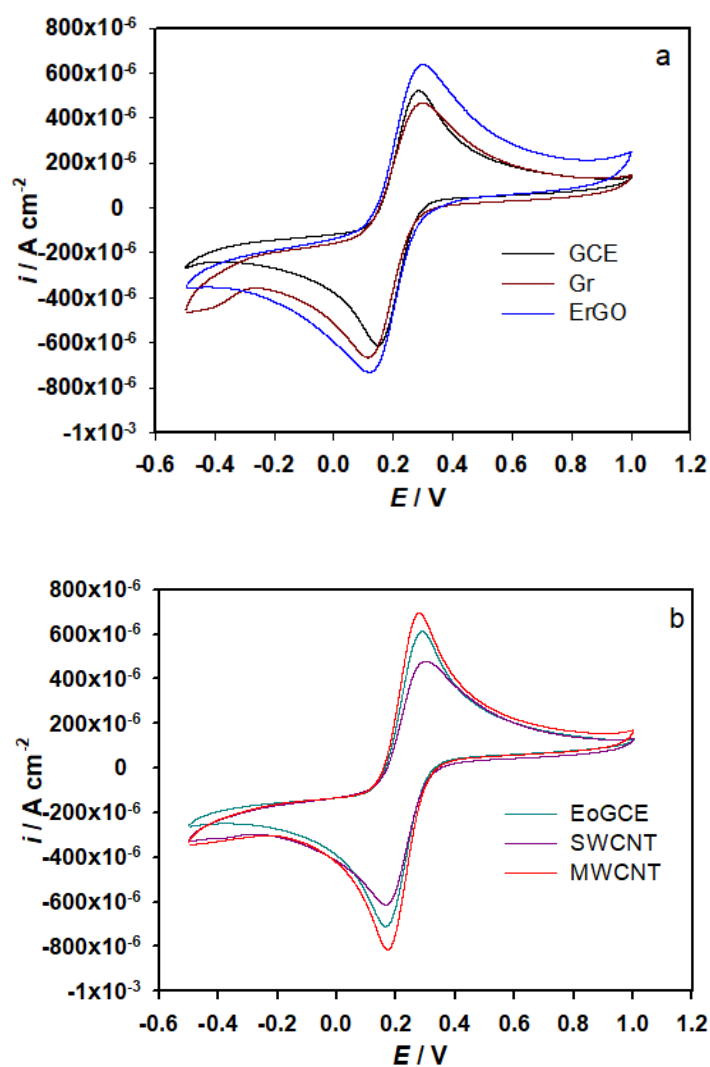 800x10-6
a
600x10-6
400x10-6
200x10-6
0
-200x10-6
-400x10-6
-600x10-6
-800x10-6
-1x10-3
i / A cm-2
GCE
Gr
ErGO
-0.6 -0.4 -0.2 0.0 0.2 0.4 0.6 0.8 1.0 1.2
E / V
800x10-6
b
600x10-6
400x10-6
200x10-6
0
-200x10-6
-400x10-6
-600x10-6
-800x10-6
-1x10-3
i / A cm-2
EoGCE
SWCNT
MWCNT
-0.6 -0.4 -0.2 0.0 0.2 0.4 0.6 0.8 1.0 1.2
E / V